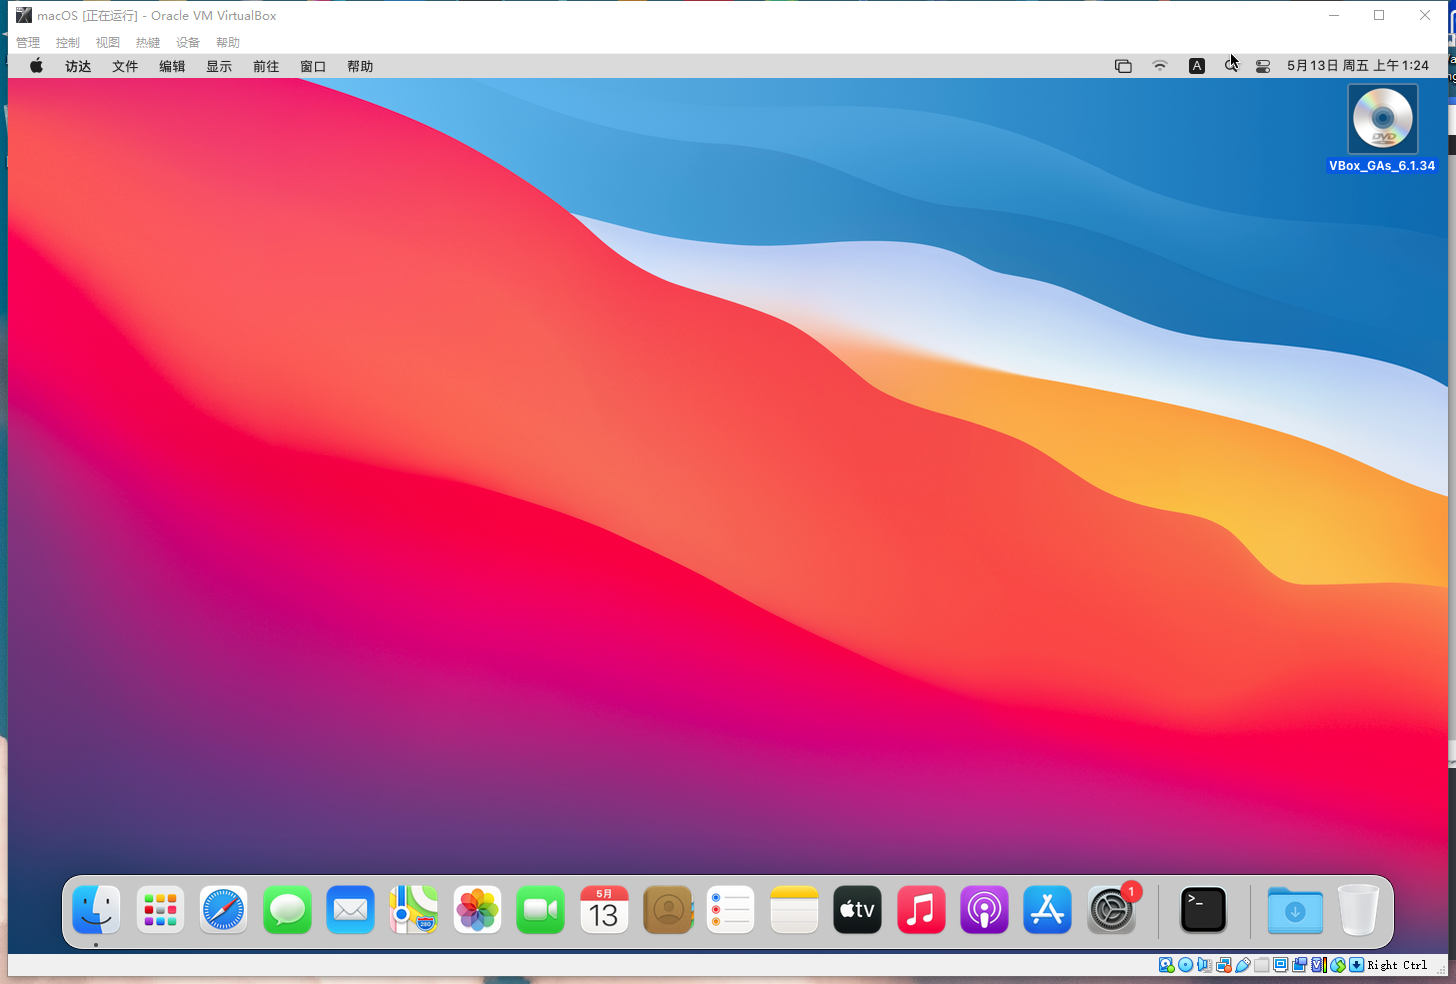 macOS [正在运行] - Oracle VM VirtualBox
管理 控制 视图 热键 设备 帮助
访达 文件 编辑 显示 前往 窗口 帮助 A 5月13日 周五 上午1:24
DVD
VBox_GAs_6.1.34
5月
13
280
tv
1
>_
Right Ctrl